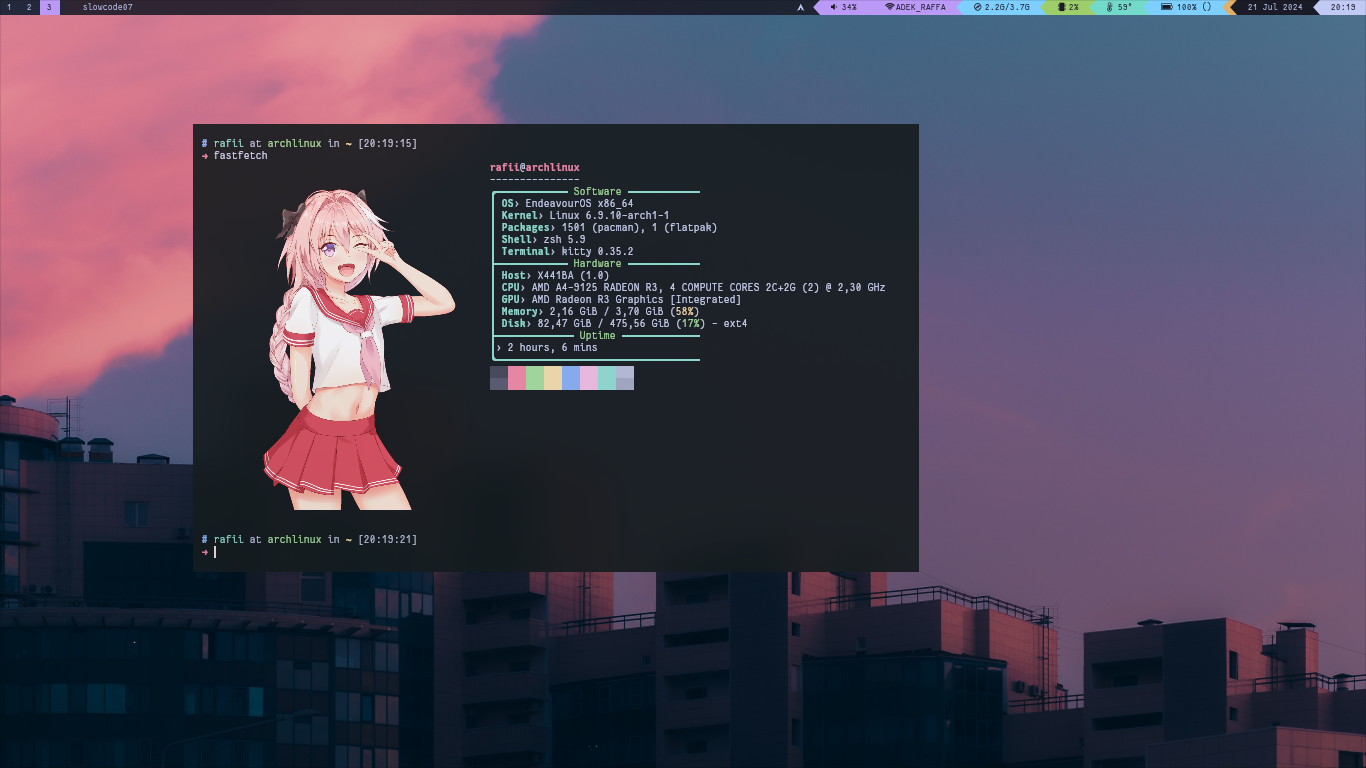 1 2 3 slowcode07 34% ADEK_RAFFA 2.2G/3.7G 2% 59° 100% () 21 Jul 2024 20:19
# rafii at archlinux in ~ [20:19:15]
➜ fastfetch
rafii@archlinux
---------------
Software
OS› EndeavourOS x86_64
Kernel› Linux 6.9.10-arch1-1
Packages› 1501 (pacman), 1 (flatpak)
Shell› zsh 5.9
Terminal› kitty 0.35.2
Hardware
Host› X441BA (1.0)
CPU› AMD A4-9125 RADEON R3, 4 COMPUTE CORES 2C+2G (2) @ 2,30 GHz
GPU› AMD Radeon R3 Graphics [Integrated]
Memory› 2,16 GiB / 3,70 GiB (58%)
Disk› 82,47 GiB / 475,56 GiB (17%) - ext4
Uptime
› 2 hours, 6 mins
# rafii at archlinux in ~ [20:19:21]
➜